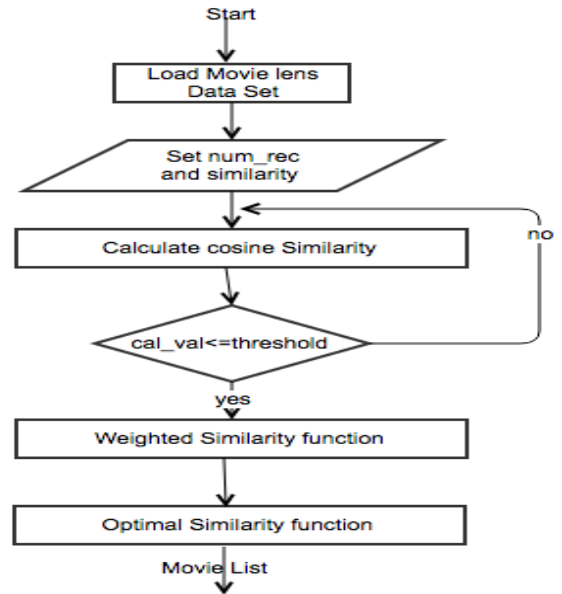 Start
Load Movie lens
Data Set
Set num_rec
and similarity
Calculate cosine Similarity
no
cal_val<=threshold
yes
Weighted Similarity function
Optimal Similarity function
Movie List